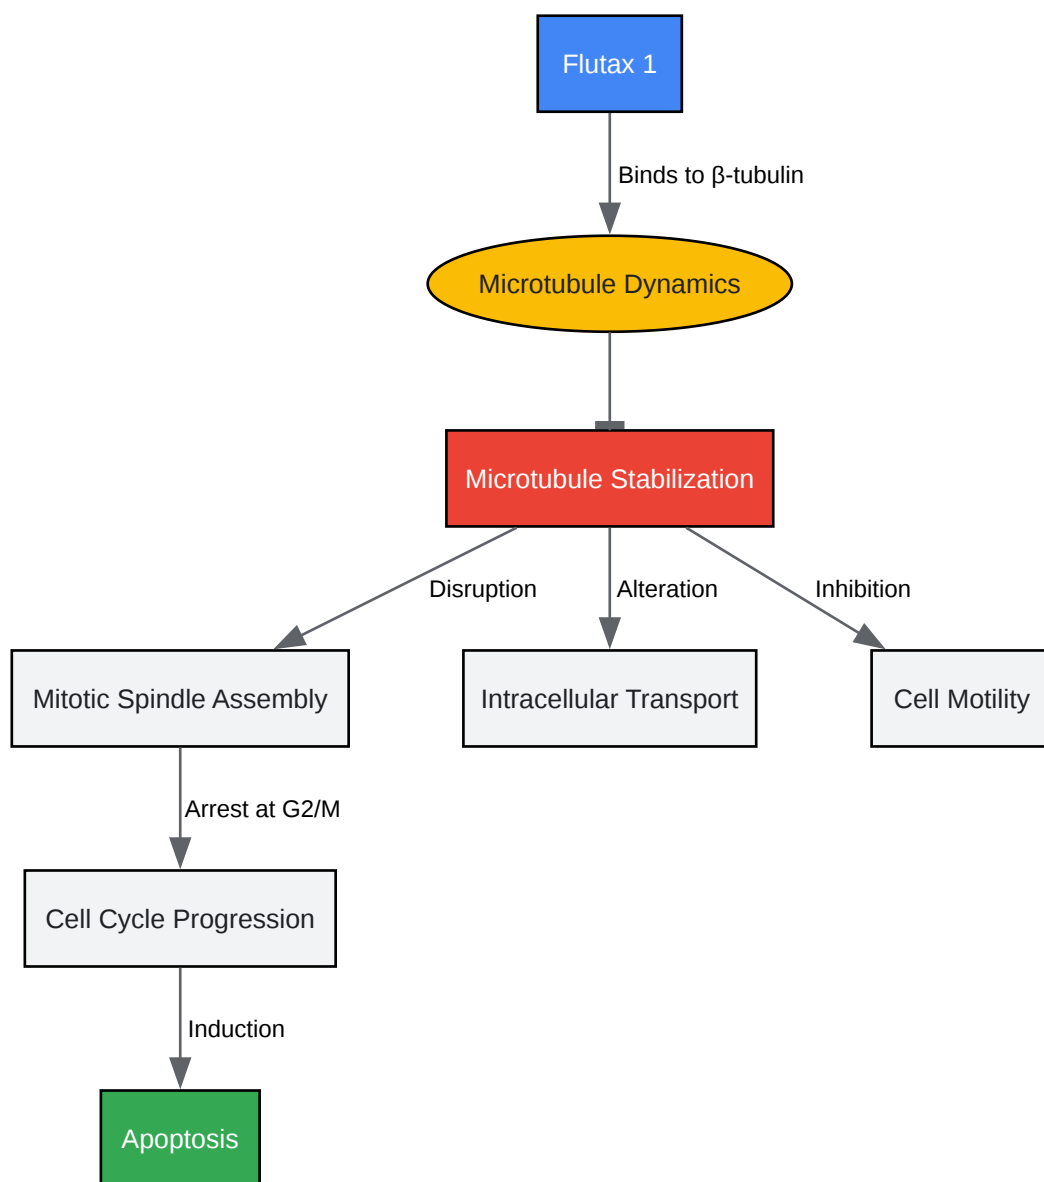 Flutax 1
Binds to β-tubulin
Microtubule Dynamics
Microtubule Stabilization
Disruption
Alteration
Inhibition
Mitotic Spindle Assembly
Intracellular Transport
Cell Motility
Arrest at G2/M
Cell Cycle Progression
Induction
Apoptosis